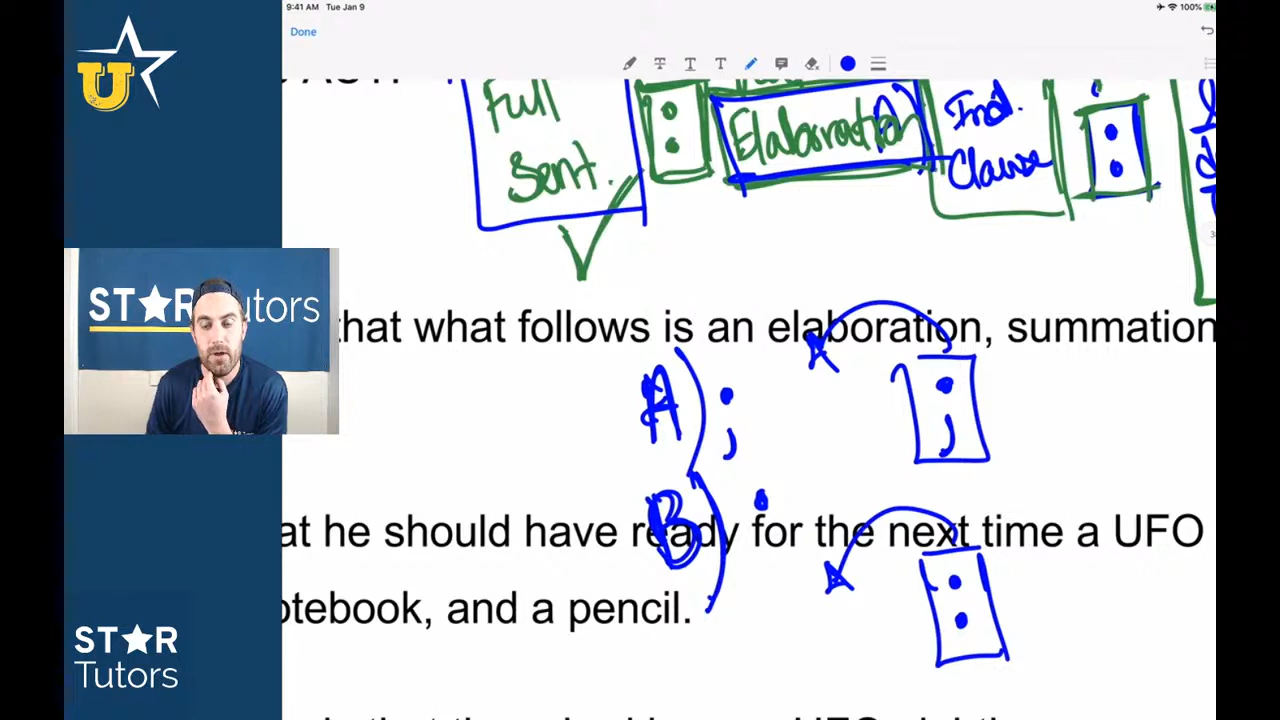 9:41 AM Tue Jan 9
100%
Done
U
Full
Sent.
:
Elaboration
Ind.
Clause
:
STAR Tutors
that what follows is an elaboration, summation
A) ;
;
B)
at he should have ready for the next time a UFO
:
otebook, and a pencil.
STAR
Tutors